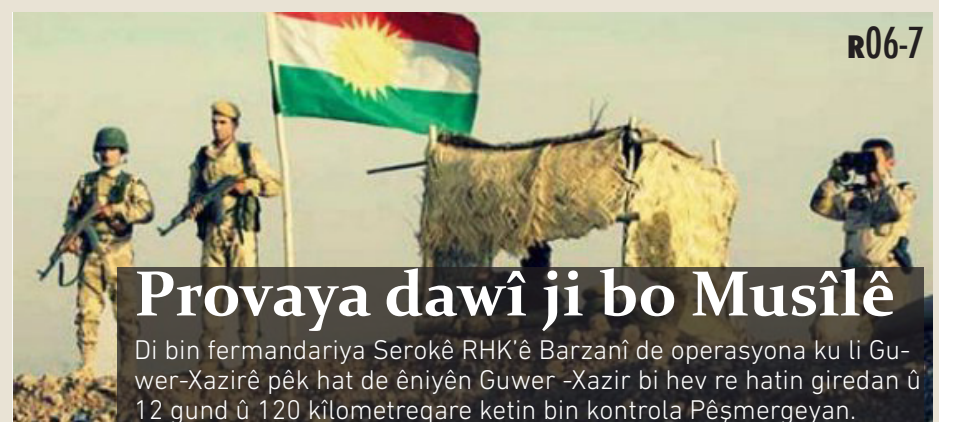 R06-7
Provaya dawî ji bo Musîlê
Di bin fermandariya Serokê RHK'ê Barzanî de operasyona ku li Gu-
wer-Xazirê pêk hat de êniyên Guwer -Xazir bi hev re hatin giredan û
12 gund û 120 kîlometreqare ketin bin kontrola Pêşmergeyan.